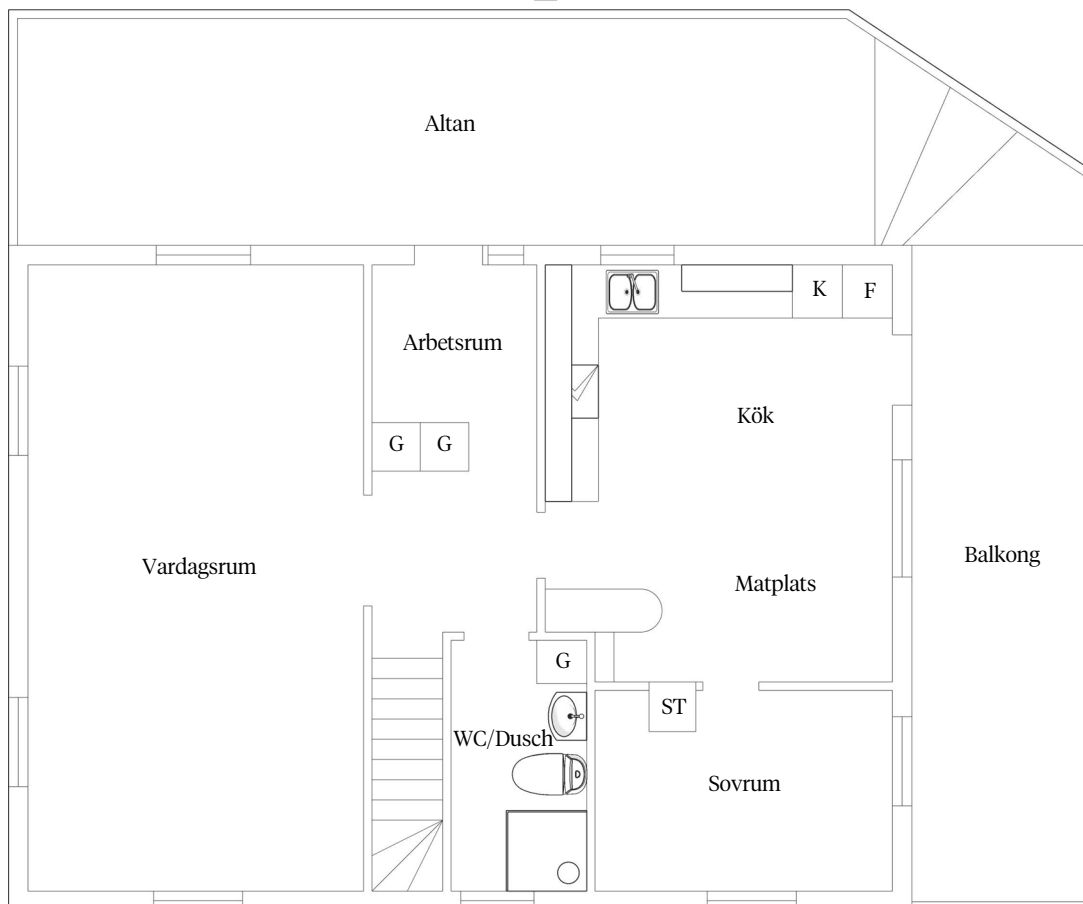 Altan
K
F
Arbetsrum
Kök
G
G
Vardagsrum
Balkong
Matplats
G
ST
WC/Dusch
Sovrum